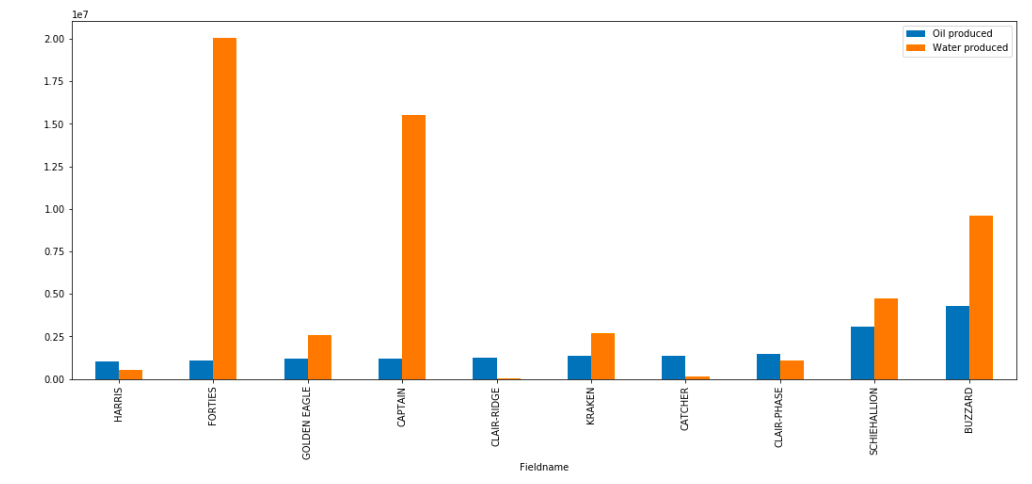 1e7
Oil produced
Water produced
2.00
1.75
1.50
1.25
1.00
0.75
0.50
0.25
0.00
HARRIS
FORTIES
GOLDEN EAGLE
CAPTAIN
CLAIR-RIDGE
KRAKEN
CATCHER
CLAIR-PHASE
SCHIEHALLION
BUZZARD
Fieldname